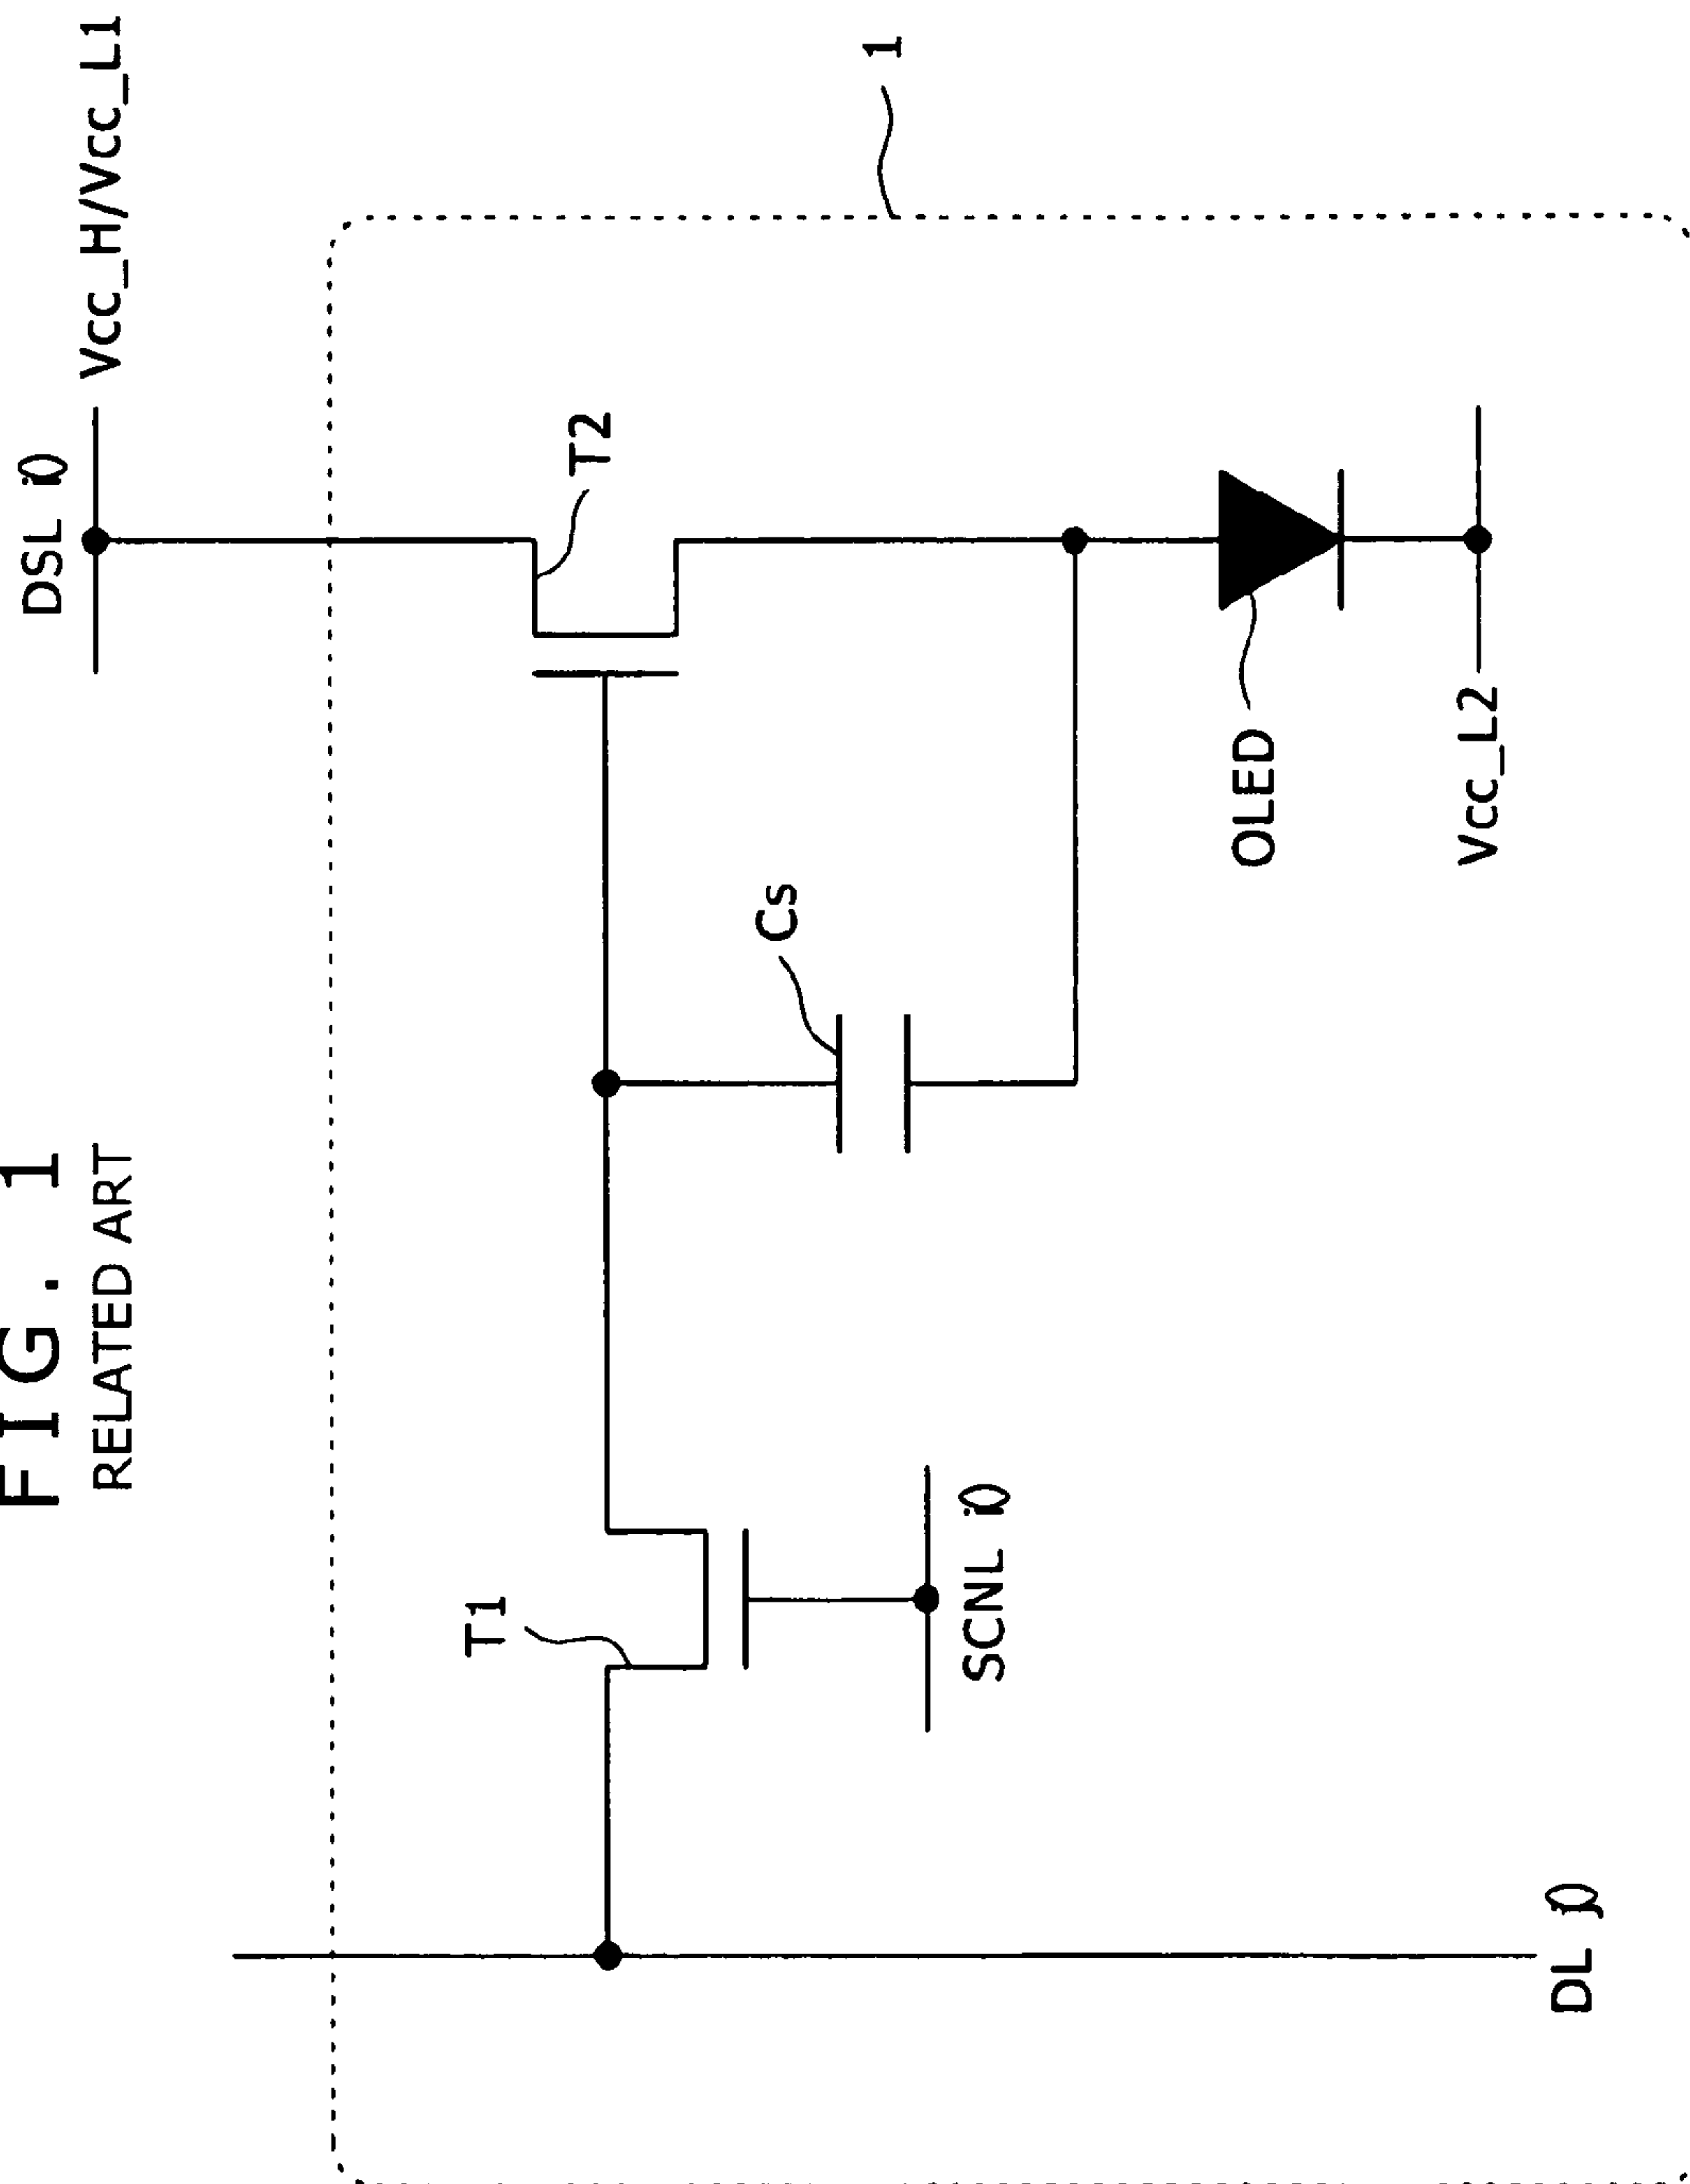 FIG. 1
RELATED ART
DSL (i)
Vcc_H/Vcc_L1
1
T2
T1
Cs
SCNL (i)
OLED
Vcc_L2
DL (j)